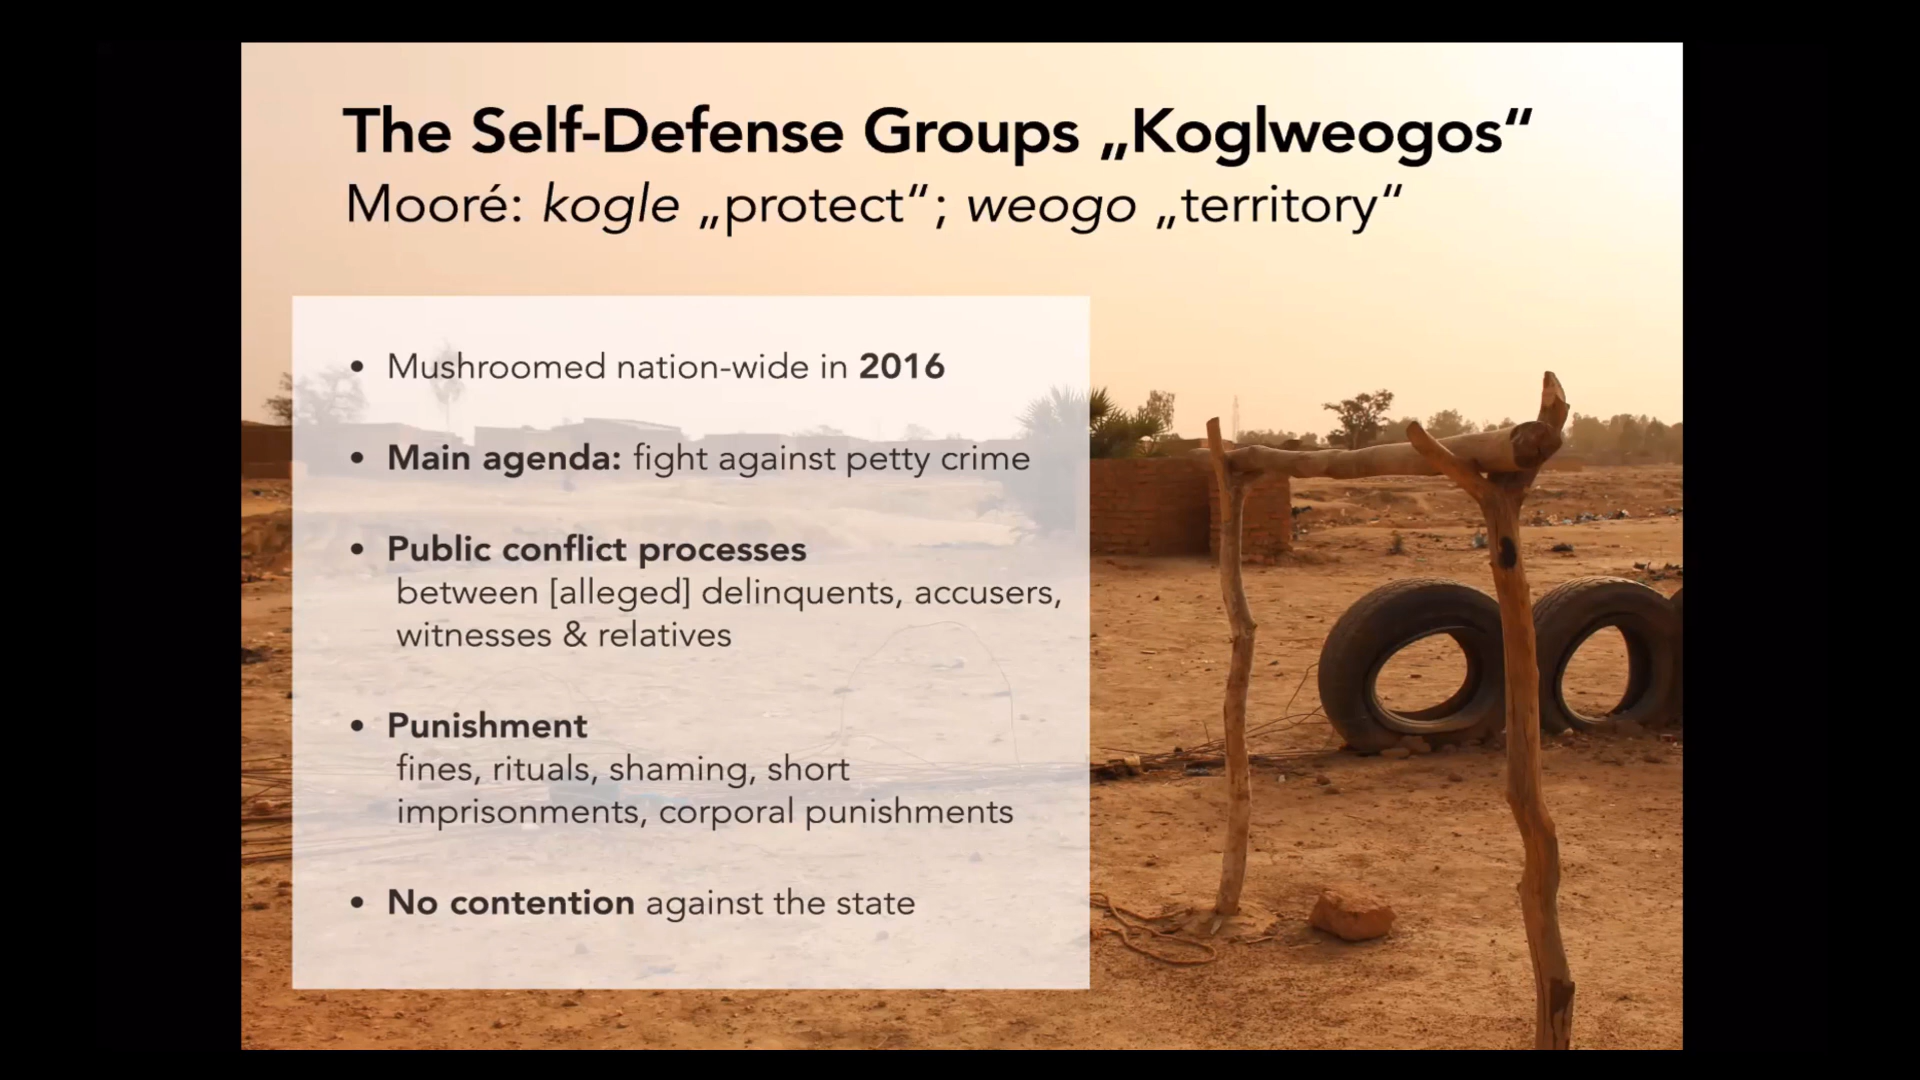 The Self-Defense Groups „Koglweogos“
Mooré: kogle „protect“; weogo „territory“
• Mushroomed nation-wide in 2016
• Main agenda: fight against petty crime
• Public conflict processes
between [alleged] delinquents, accusers,
witnesses & relatives
• Punishment
fines, rituals, shaming, short
imprisonments, corporal punishments
• No contention against the state